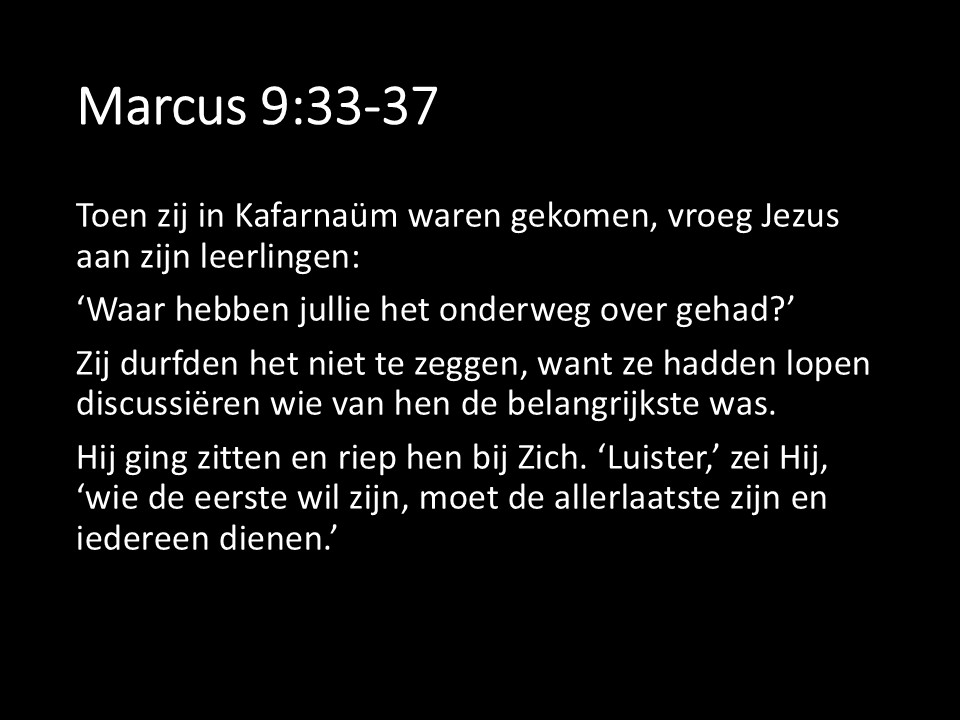 Marcus 9:33-37
Toen zij in Kafarnaüm waren gekomen, vroeg Jezus
aan zijn leerlingen:
‘Waar hebben jullie het onderweg over gehad?’
Zij durfden het niet te zeggen, want ze hadden lopen
discussiëren wie van hen de belangrijkste was.
Hij ging zitten en riep hen bij Zich. ‘Luister,’ zei Hij,
‘wie de eerste wil zijn, moet de allerlaatste zijn en
iedereen dienen.’